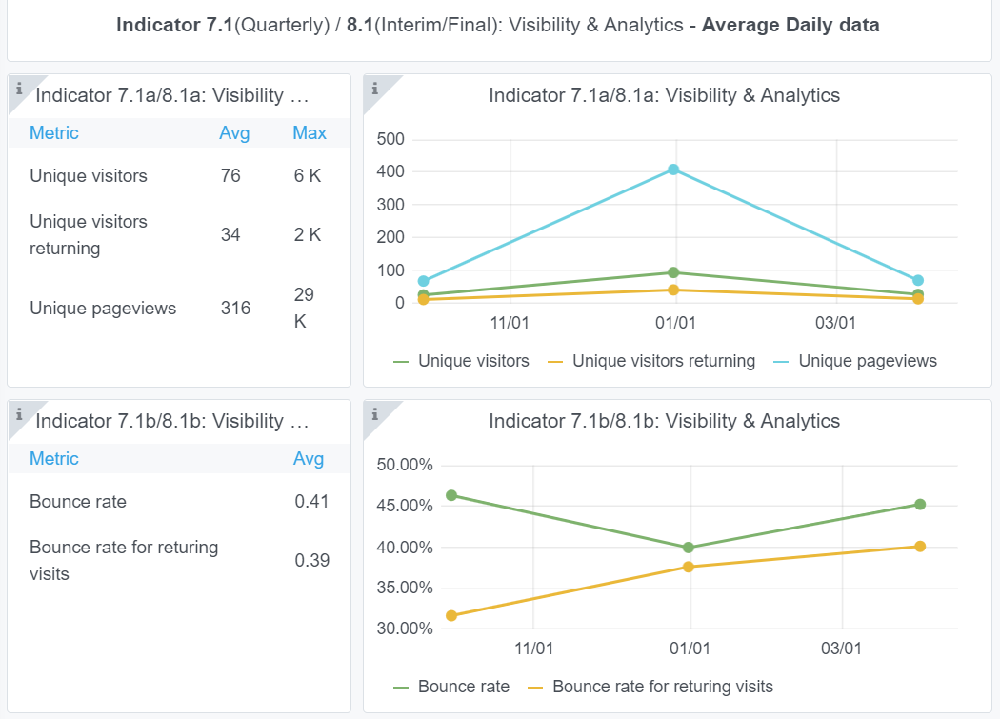 Indicator 7.1(Quarterly) / 8.1(Interim/Final): Visibility & Analytics - Average Daily data
i
Indicator 7.1a/8.1a: Visibility …
Metric Avg Max
Unique visitors 76 6 K
Unique visitors
returning
34 2 K
Unique pageviews 316 29
K
i
Indicator 7.1a/8.1a: Visibility & Analytics
500
400
300
200
100
0
11/01 01/01 03/01
Unique visitors Unique visitors returning Unique pageviews
i
Indicator 7.1b/8.1b: Visibility …
Metric Avg
Bounce rate 0.41
Bounce rate for returing
visits
0.39
i
Indicator 7.1b/8.1b: Visibility & Analytics
50.00%
45.00%
40.00%
35.00%
30.00%
11/01 01/01 03/01
Bounce rate Bounce rate for returing visits